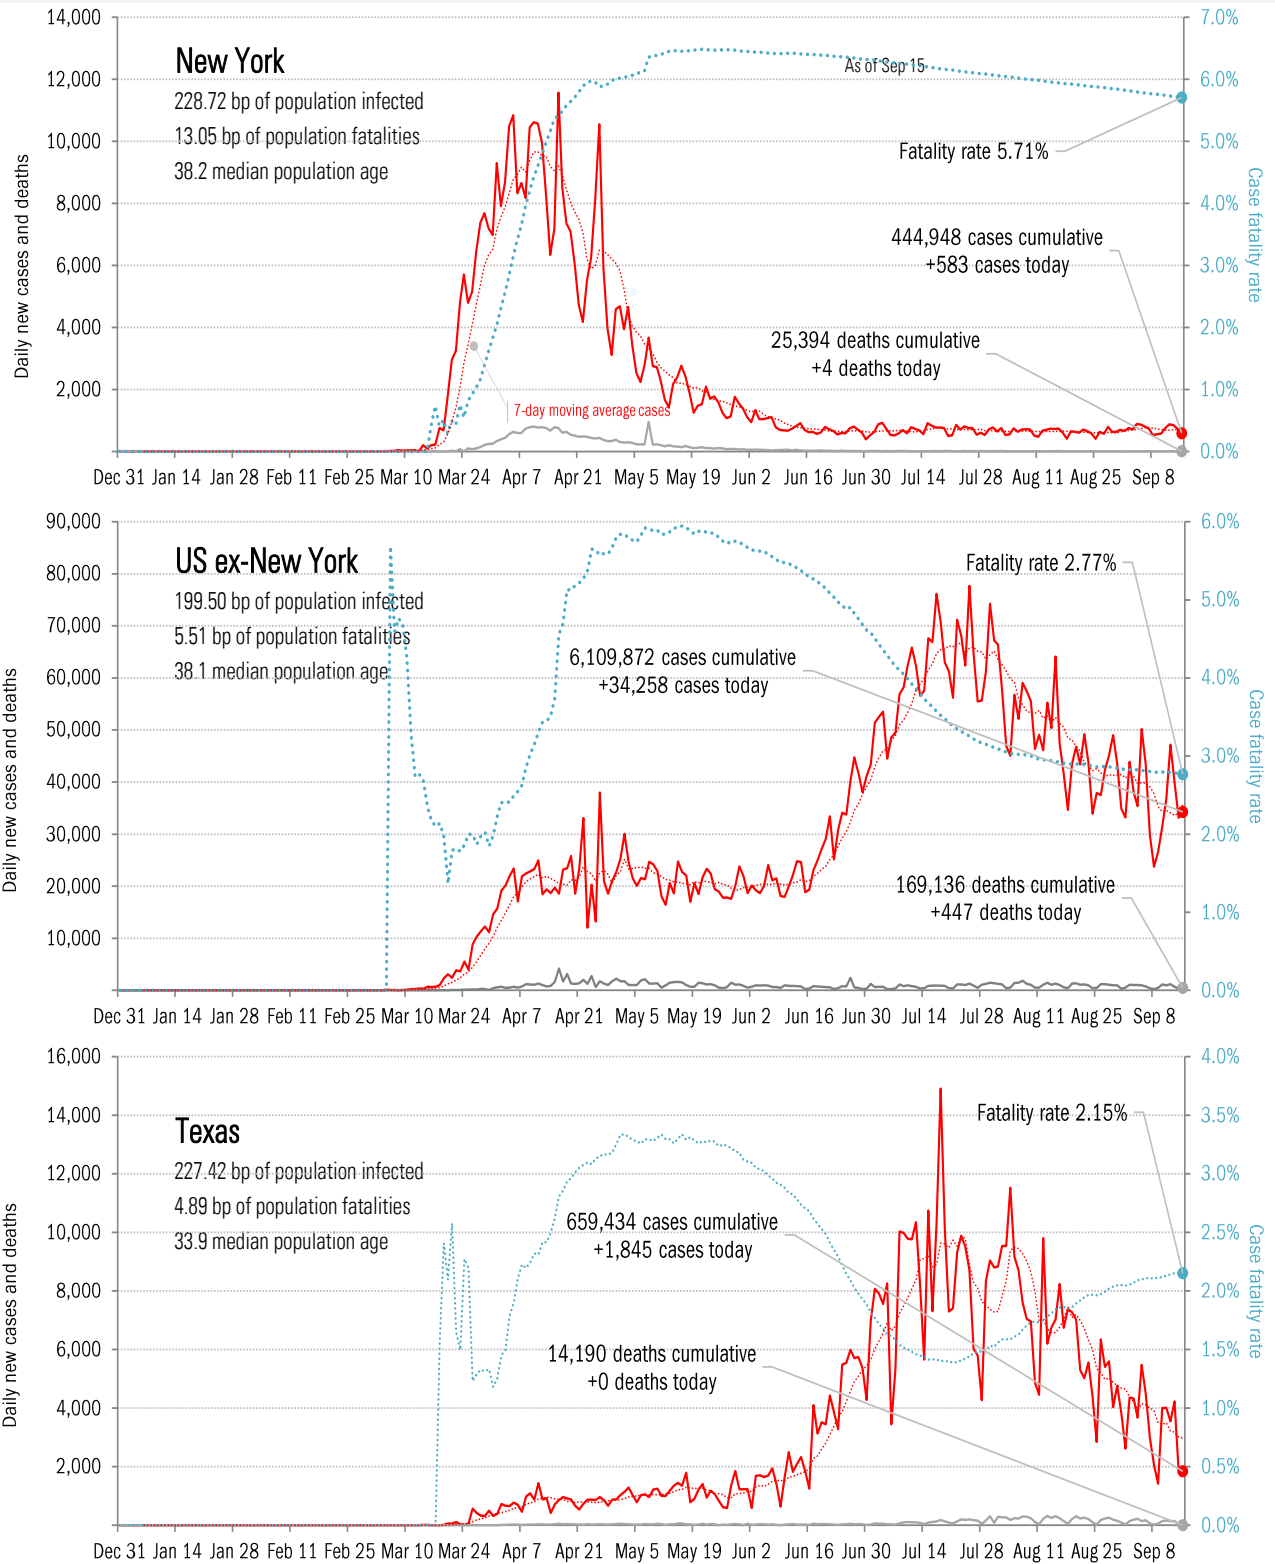 14,000
7.0%
New York
As of Sep 15
12,000
6.0%
228.72 bp of population infected
13.05 bp of population fatalities
10,000
5.0%
Fatality rate 5.71%
38.2 median population age
8,000
4.0%
444,948 cases cumulative
+583 cases today
6,000
3.0%
25,394 deaths cumulative
+4 deaths today
4,000
2.0%
2,000
1.0%
7-day moving average cases
0.0%
Daily new cases and deaths
Case fatality rate
Dec 31 Jan 14 Jan 28 Feb 11 Feb 25 Mar 10 Mar 24 Apr 7 Apr 21 May 5 May 19 Jun 2 Jun 16 Jun 30 Jul 14 Jul 28 Aug 11 Aug 25 Sep 8
90,000
6.0%
US ex-New York
Fatality rate 2.77%
80,000
199.50 bp of population infected
5.0%
70,000
5.51 bp of population fatalities
38.1 median population age
6,109,872 cases cumulative
+34,258 cases today
60,000
4.0%
50,000
3.0%
40,000
30,000
2.0%
20,000
169,136 deaths cumulative
+447 deaths today
1.0%
10,000
0.0%
Daily new cases and deaths
Case fatality rate
Dec 31 Jan 14 Jan 28 Feb 11 Feb 25 Mar 10 Mar 24 Apr 7 Apr 21 May 5 May 19 Jun 2 Jun 16 Jun 30 Jul 14 Jul 28 Aug 11 Aug 25 Sep 8
16,000
4.0%
14,000
3.5%
Fatality rate 2.15%
Texas
12,000
3.0%
227.42 bp of population infected
4.89 bp of population fatalities
33.9 median population age
659,434 cases cumulative
+1,845 cases today
10,000
2.5%
8,000
2.0%
6,000
1.5%
14,190 deaths cumulative
+0 deaths today
4,000
1.0%
2,000
0.5%
0.0%
Daily new cases and deaths
Case fatality rate
Dec 31 Jan 14 Jan 28 Feb 11 Feb 25 Mar 10 Mar 24 Apr 7 Apr 21 May 5 May 19 Jun 2 Jun 16 Jun 30 Jul 14 Jul 28 Aug 11 Aug 25 Sep 8